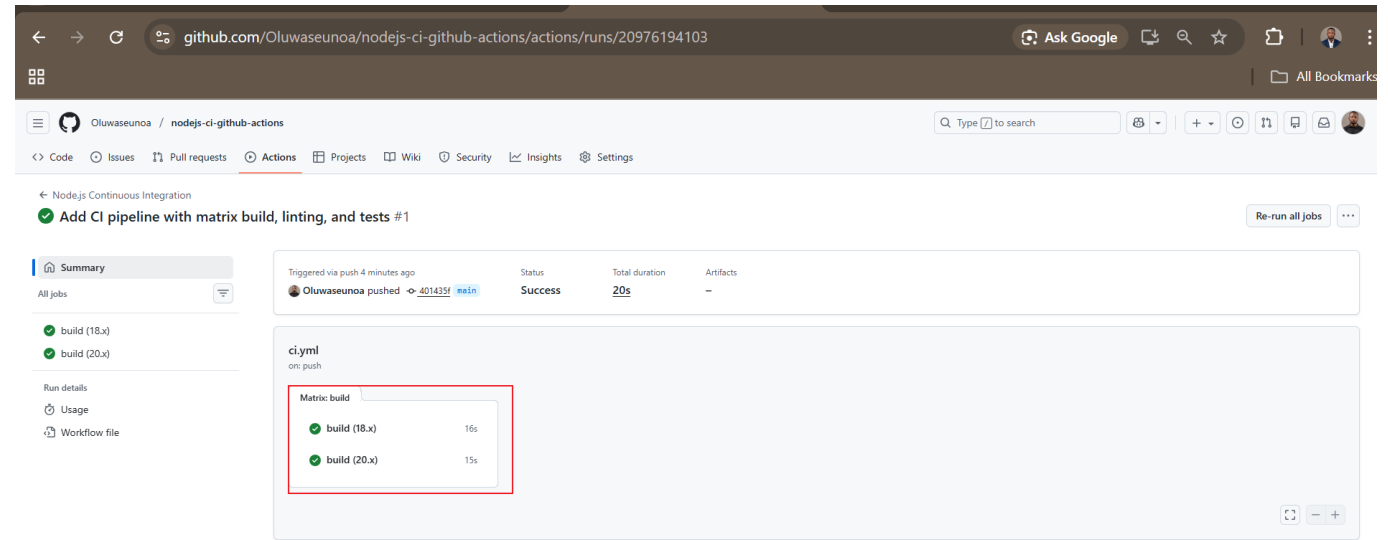 github.com/Oluwaseunoa/nodejs-ci-github-actions/actions/runs/20976194103
Ask Google
All Bookmarks
Oluwaseunoa / nodejs-ci-github-actions
Type / to search
Code Issues Pull requests Actions Projects Wiki Security Insights Settings
← Node.js Continuous Integration
Add CI pipeline with matrix build, linting, and tests #1
Re-run all jobs
Summary
All jobs
build (18.x)
build (20.x)
Run details
Usage
Workflow file
Triggered via push 4 minutes ago
Oluwaseunoa pushed 401435f main
Status
Success
Total duration
20s
Artifacts
–
ci.yml
on: push
Matrix: build
build (18.x) 16s
build (20.x) 15s